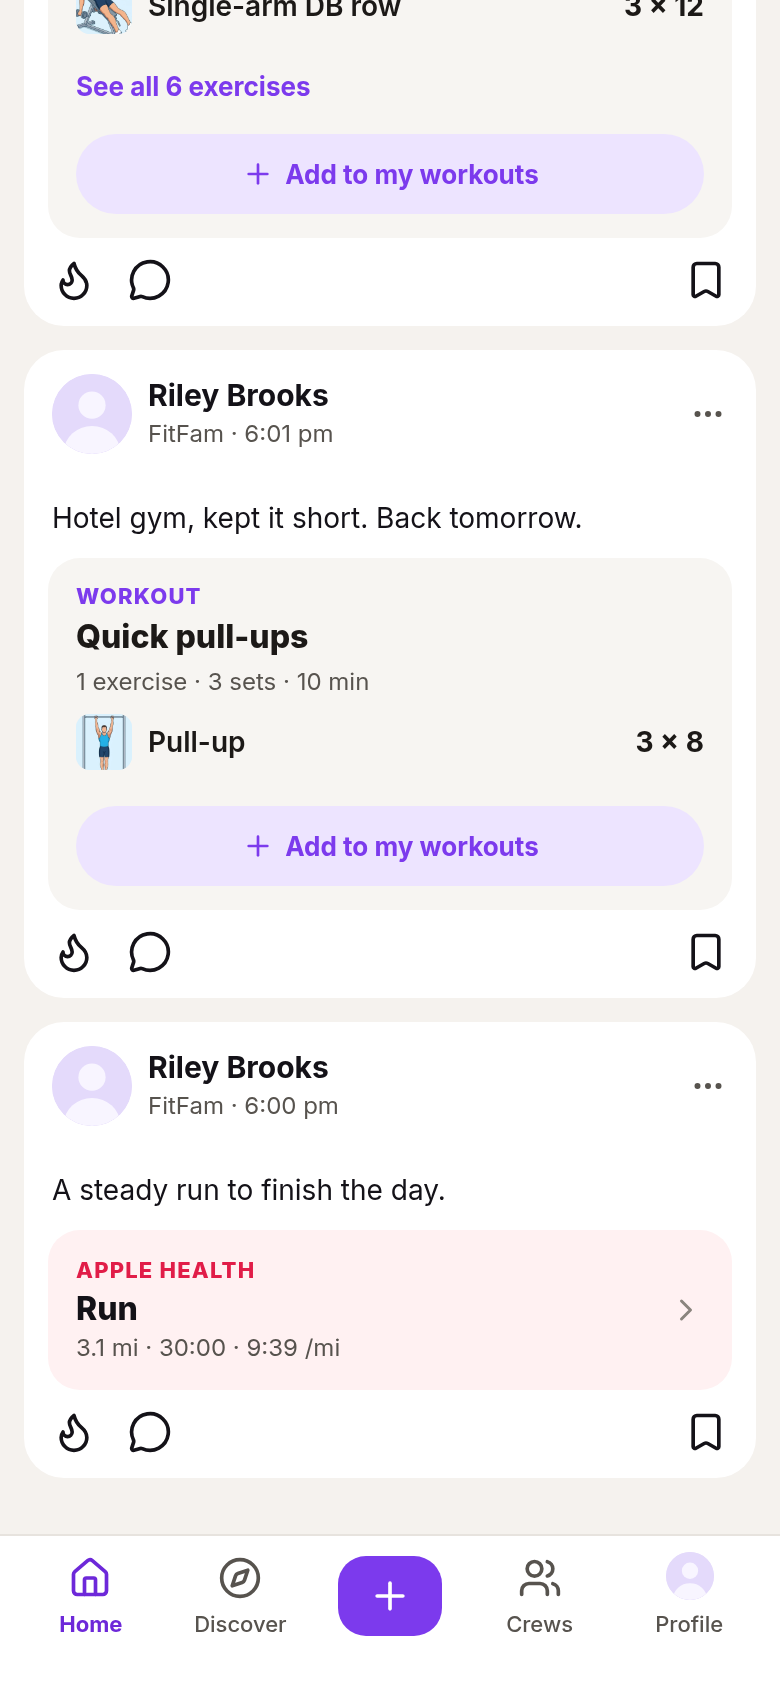 Single-arm DB row 3 × 12
See all 6 exercises
Add to my workouts
Riley Brooks
FitFam · 6:01 pm
Hotel gym, kept it short. Back tomorrow.
WORKOUT
Quick pull-ups
1 exercise · 3 sets · 10 min
Pull-up 3 × 8
Add to my workouts
Riley Brooks
FitFam · 6:00 pm
A steady run to finish the day.
APPLE HEALTH
Run
3.1 mi · 30:00 · 9:39 /mi
Home Discover Crews Profile